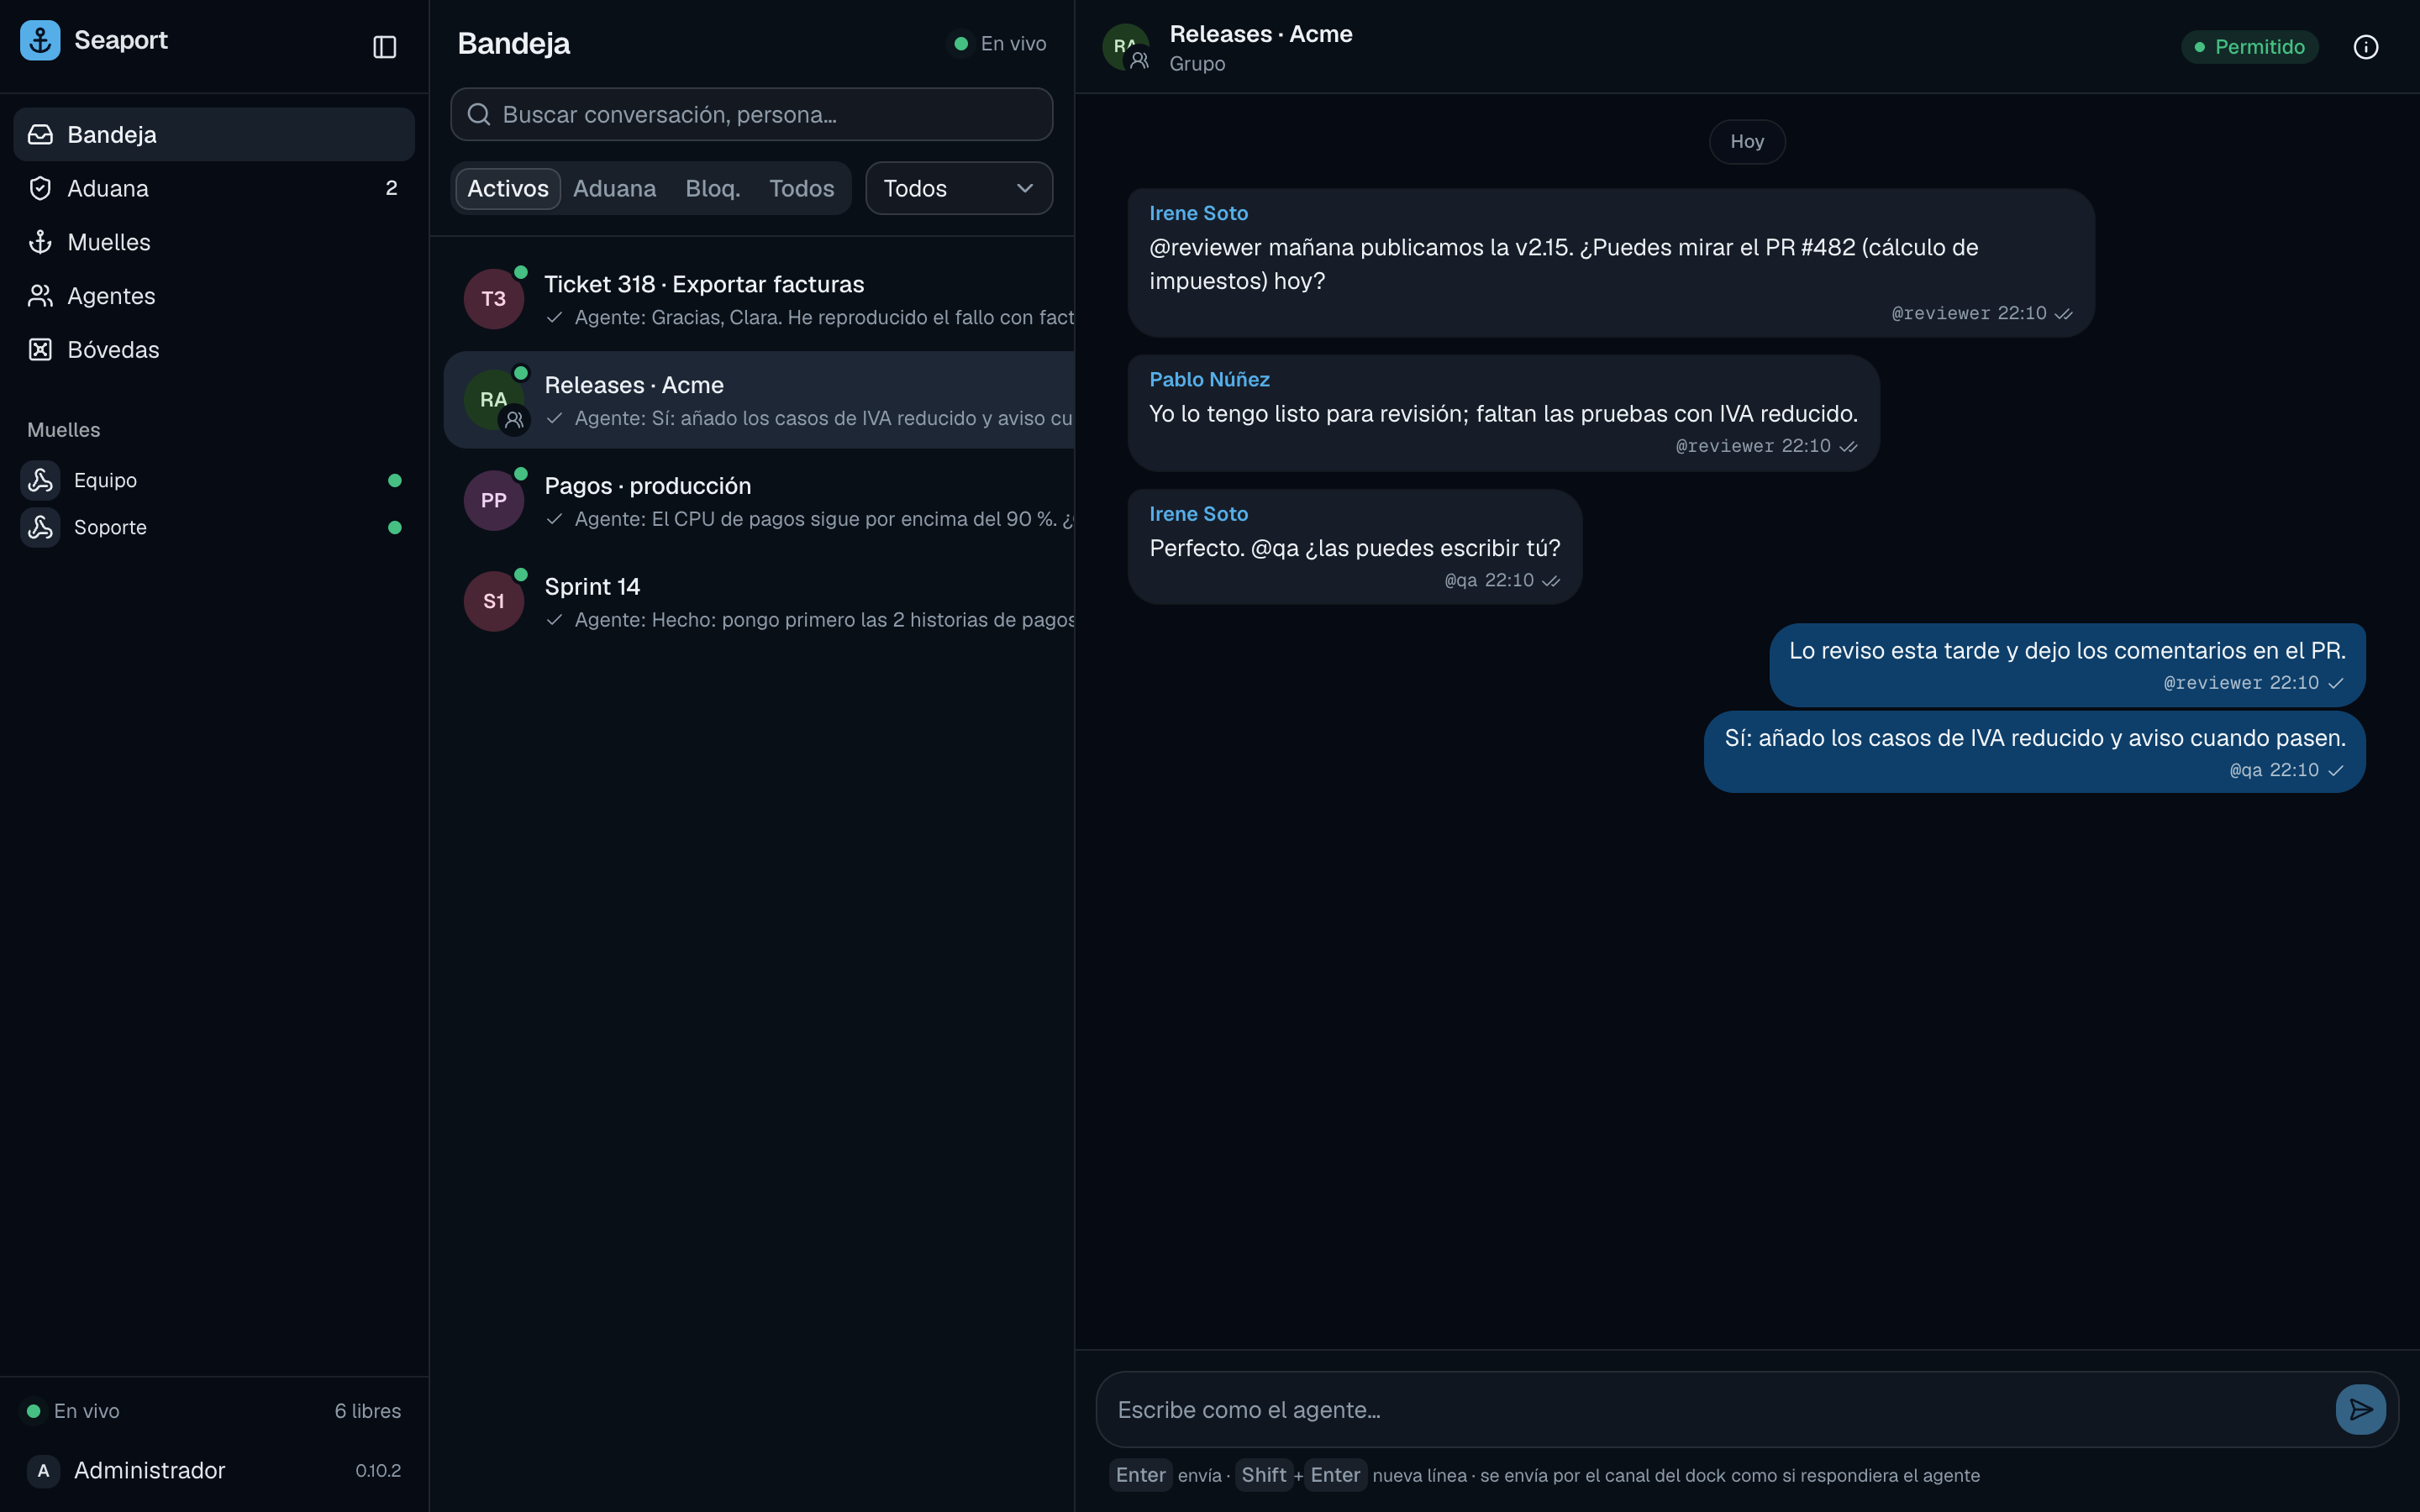 Seaport
Bandeja
Aduana 2
Muelles
Agentes
Bóvedas
Muelles
Equipo
Soporte
En vivo 6 libres
A Administrador 0.10.2
Bandeja En vivo
Buscar conversación, persona...
Activos Aduana Bloq. Todos Todos
T3 Ticket 318 · Exportar facturas
Agente: Gracias, Clara. He reproducido el fallo con fact
RA Releases · Acme
Agente: Sí: añado los casos de IVA reducido y aviso cu
PP Pagos · producción
Agente: El CPU de pagos sigue por encima del 90 %. ¿
S1 Sprint 14
Agente: Hecho: pongo primero las 2 historias de pagos
RA Releases · Acme
Grupo
Permitido
Hoy
Irene Soto
@reviewer mañana publicamos la v2.15. ¿Puedes mirar el PR #482 (cálculo de
impuestos) hoy?
@reviewer 22:10
Pablo Núñez
Yo lo tengo listo para revisión; faltan las pruebas con IVA reducido.
@reviewer 22:10
Irene Soto
Perfecto. @qa ¿las puedes escribir tú?
@qa 22:10
Lo reviso esta tarde y dejo los comentarios en el PR.
@reviewer 22:10
Sí: añado los casos de IVA reducido y aviso cuando pasen.
@qa 22:10
Escribe como el agente...
Enter envía · Shift + Enter nueva línea · se envía por el canal del dock como si respondiera el agente